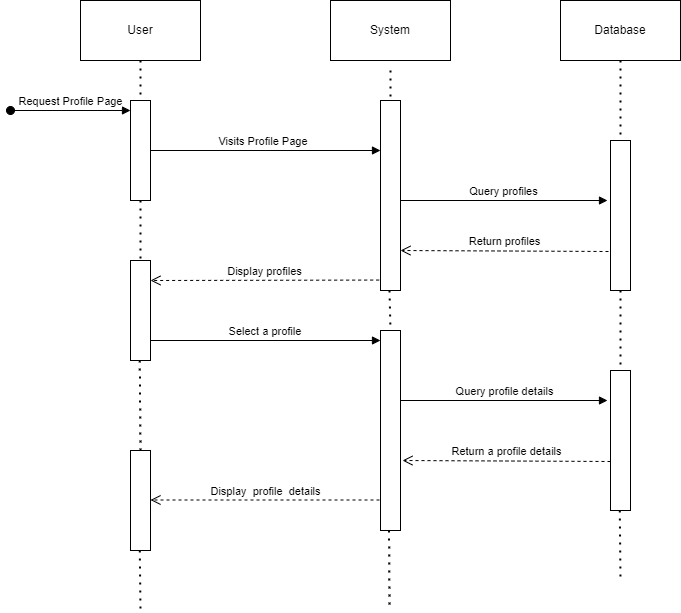 User
System
Database
Request Profile Page
Visits Profile Page
Query profiles
Return profiles
Display profiles
Select a profile
Query profile details
Return a profile details
Display profile details